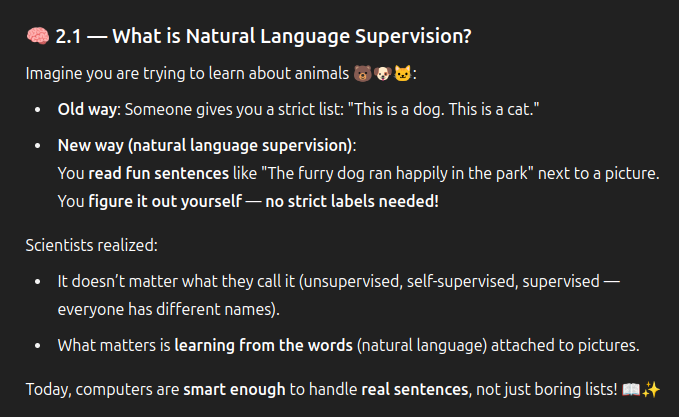 🧠 2.1 — What is Natural Language Supervision?
Imagine you are trying to learn about animals 🐻🐶🐱:
• Old way: Someone gives you a strict list: "This is a dog. This is a cat."
• New way (natural language supervision):
You read fun sentences like "The furry dog ran happily in the park" next to a picture.
You figure it out yourself — no strict labels needed!
Scientists realized:
• It doesn’t matter what they call it (unsupervised, self-supervised, supervised —
everyone has different names).
• What matters is learning from the words (natural language) attached to pictures.
Today, computers are smart enough to handle real sentences, not just boring lists! 📖✨